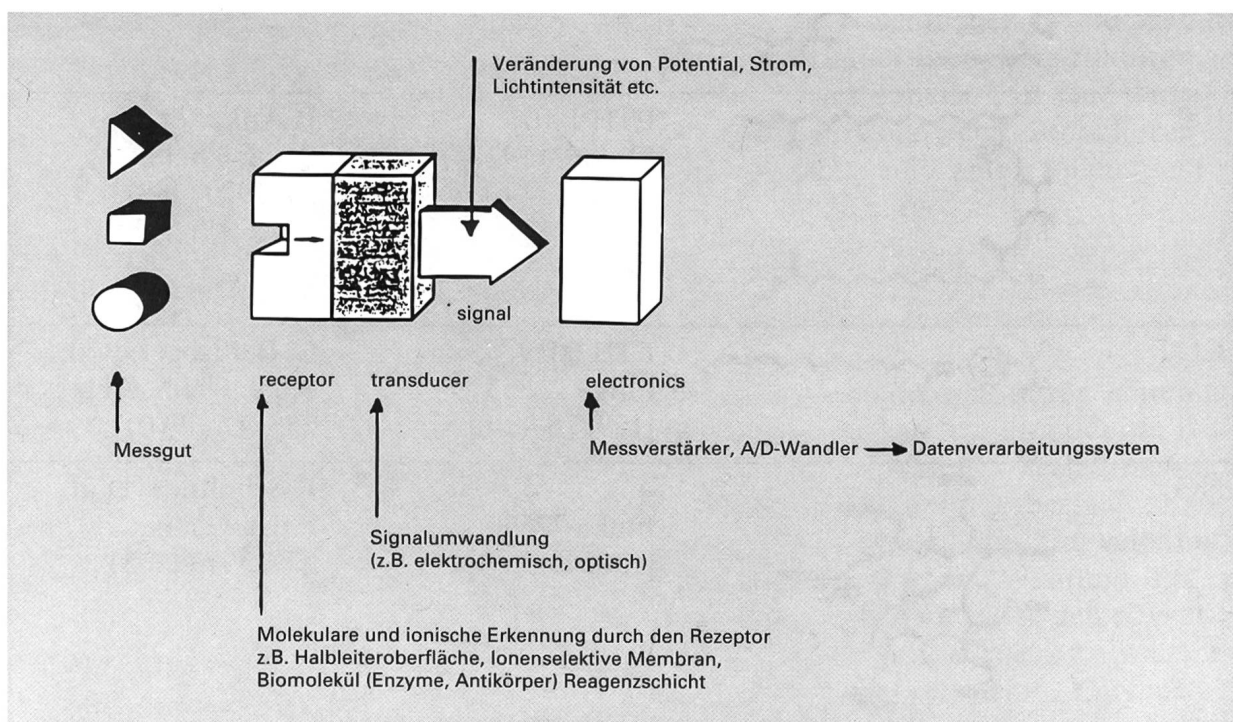 Veränderung von Potential, Strom,
Lichtintensität etc.
signal
receptor
transducer
electronics
Messgut
Messverstärker, A/D-Wandler
Datenverarbeitungssystem
Signalumwandlung
(z.B. elektrochemisch, optisch)
Molekulare und ionische Erkennung durch den Rezeptor
z.B. Halbleiteroberfläche, Ionenselektive Membran,
Biomolekül (Enzyme, Antikörper) Reagenzschicht